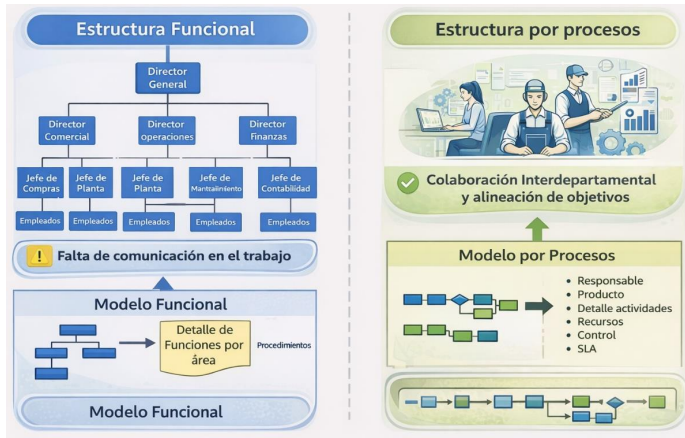 Estructura Funcional
Director
General
Director
Comercial
Director
operaciones
Director
Finanzas
Jefe de
Compras
Jefe de
Planta
Jefe de
Planta
Jefe de
Mantralimiento
Jefe de
Contabilidad
Empleados
Empleados
Empleados
Empleados
Empleados
Falta de comunicación en el trabajo
Modelo Funcional
Detalle de
Funciones por
área
Procedimientos
Modelo Funcional
Estructura por procesos
Colaboración Interdepartamental
y alineación de objetivos
Modelo por Procesos
• Responsable
• Producto
• Detalle actividades
• Recursos
• Control
• SLA